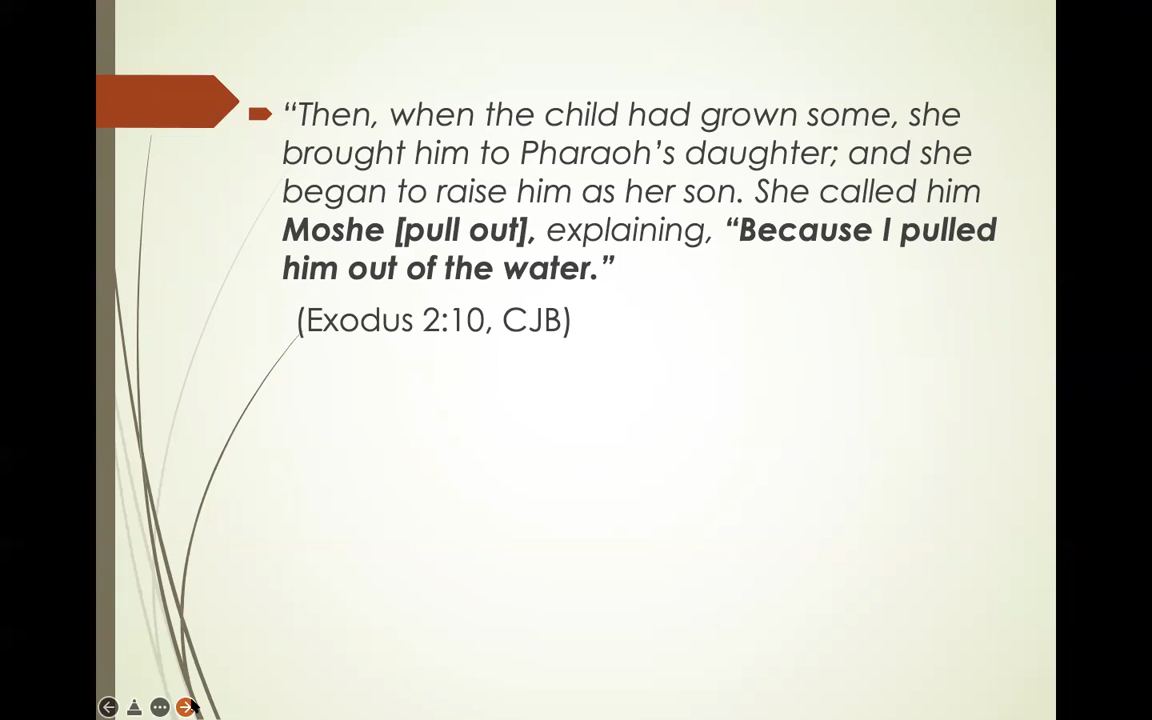 “Then, when the child had grown some, she
brought him to Pharaoh’s daughter; and she
began to raise him as her son. She called him
Moshe [pull out], explaining, “Because I pulled
him out of the water.”
(Exodus 2:10, CJB)